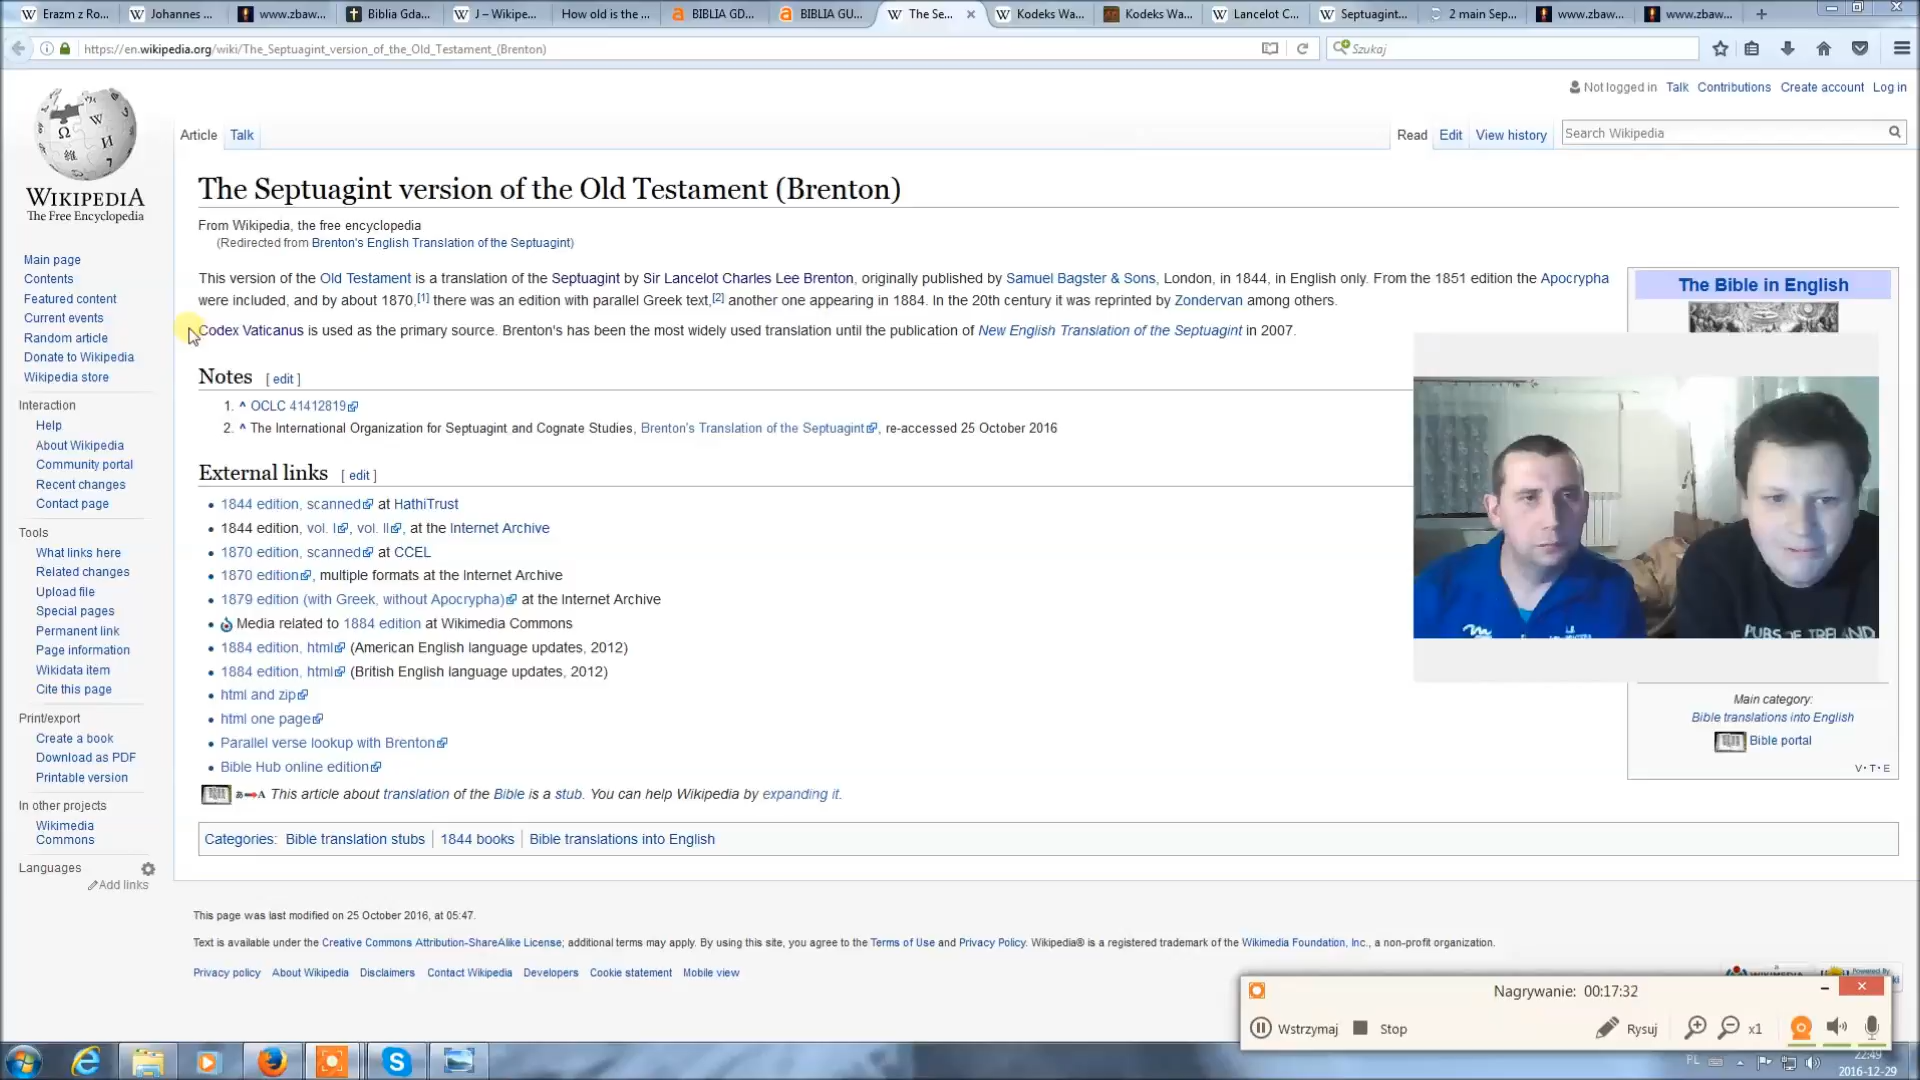 Erazm z Ro...
Johannes ...
www.zbaw...
Biblia Gda...
J – Wikipe...
How old is the ...
BIBLIA GD...
BIBLIA GU...
The Se...
Kodeks Wa...
Kodeks Wa...
Lancelot C...
Septuagint...
2 main Sep...
www.zbaw...
www.zbaw...
https://en.wikipedia.org/wiki/The_Septuagint_version_of_the_Old_Testament_(Brenton)
Szukaj
Not logged in Talk Contributions Create account Log in
Article Talk
Read Edit View history
Search Wikipedia
WIKIPEDIA
The Free Encyclopedia
Main page
Contents
Featured content
Current events
Random article
Donate to Wikipedia
Wikipedia store
Interaction
Help
About Wikipedia
Community portal
Recent changes
Contact page
Tools
What links here
Related changes
Upload file
Special pages
Permanent link
Page information
Wikidata item
Cite this page
Print/export
Create a book
Download as PDF
Printable version
In other projects
Wikimedia
Commons
Languages
Add links
The Septuagint version of the Old Testament (Brenton)
From Wikipedia, the free encyclopedia
(Redirected from Brenton's English Translation of the Septuagint)
This version of the Old Testament is a translation of the Septuagint by Sir Lancelot Charles Lee Brenton, originally published by Samuel Bagster & Sons, London, in 1844, in English only. From the 1851 edition the Apocrypha
were included, and by about 1870,[1] there was an edition with parallel Greek text,[2] another one appearing in 1884. In the 20th century it was reprinted by Zondervan among others.
Codex Vaticanus is used as the primary source. Brenton's has been the most widely used translation until the publication of New English Translation of the Septuagint in 2007.
Notes [ edit ]
1. ^ OCLC 41412819
2. ^ The International Organization for Septuagint and Cognate Studies, Brenton's Translation of the Septuagint, re-accessed 25 October 2016
External links [ edit ]
1844 edition, scanned at HathiTrust
1844 edition, vol. I, vol. II, at the Internet Archive
1870 edition, scanned at CCEL
1870 edition, multiple formats at the Internet Archive
1879 edition (with Greek, without Apocrypha) at the Internet Archive
Media related to 1884 edition at Wikimedia Commons
1884 edition, html (American English language updates, 2012)
1884 edition, html (British English language updates, 2012)
html and zip
html one page
Parallel verse lookup with Brenton
Bible Hub online edition
This article about translation of the Bible is a stub. You can help Wikipedia by expanding it.
Categories: Bible translation stubs | 1844 books | Bible translations into English
The Bible in English
PUBS OF IRELAND
Main category:
Bible translations into English
Bible portal
V·T·E
This page was last modified on 25 October 2016, at 05:47.
Text is available under the Creative Commons Attribution-ShareAlike License; additional terms may apply. By using this site, you agree to the Terms of Use and Privacy Policy. Wikipedia® is a registered trademark of the Wikimedia Foundation, Inc., a non-profit organization.
Privacy policy About Wikipedia Disclaimers Contact Wikipedia Developers Cookie statement Mobile view
Powered By
Nagrywanie: 00:17:32
Wstrzymaj Stop Rysuj x1
PL
22:49
2016-12-29